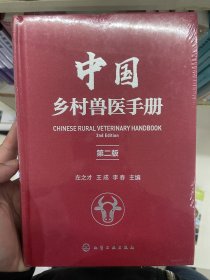 中国
乡村兽医手册
CHINESE RURAL VETERINARY HANDBOOK
2nd Edition
第二版
左之才 王成 李春 主编
化学工业出版社